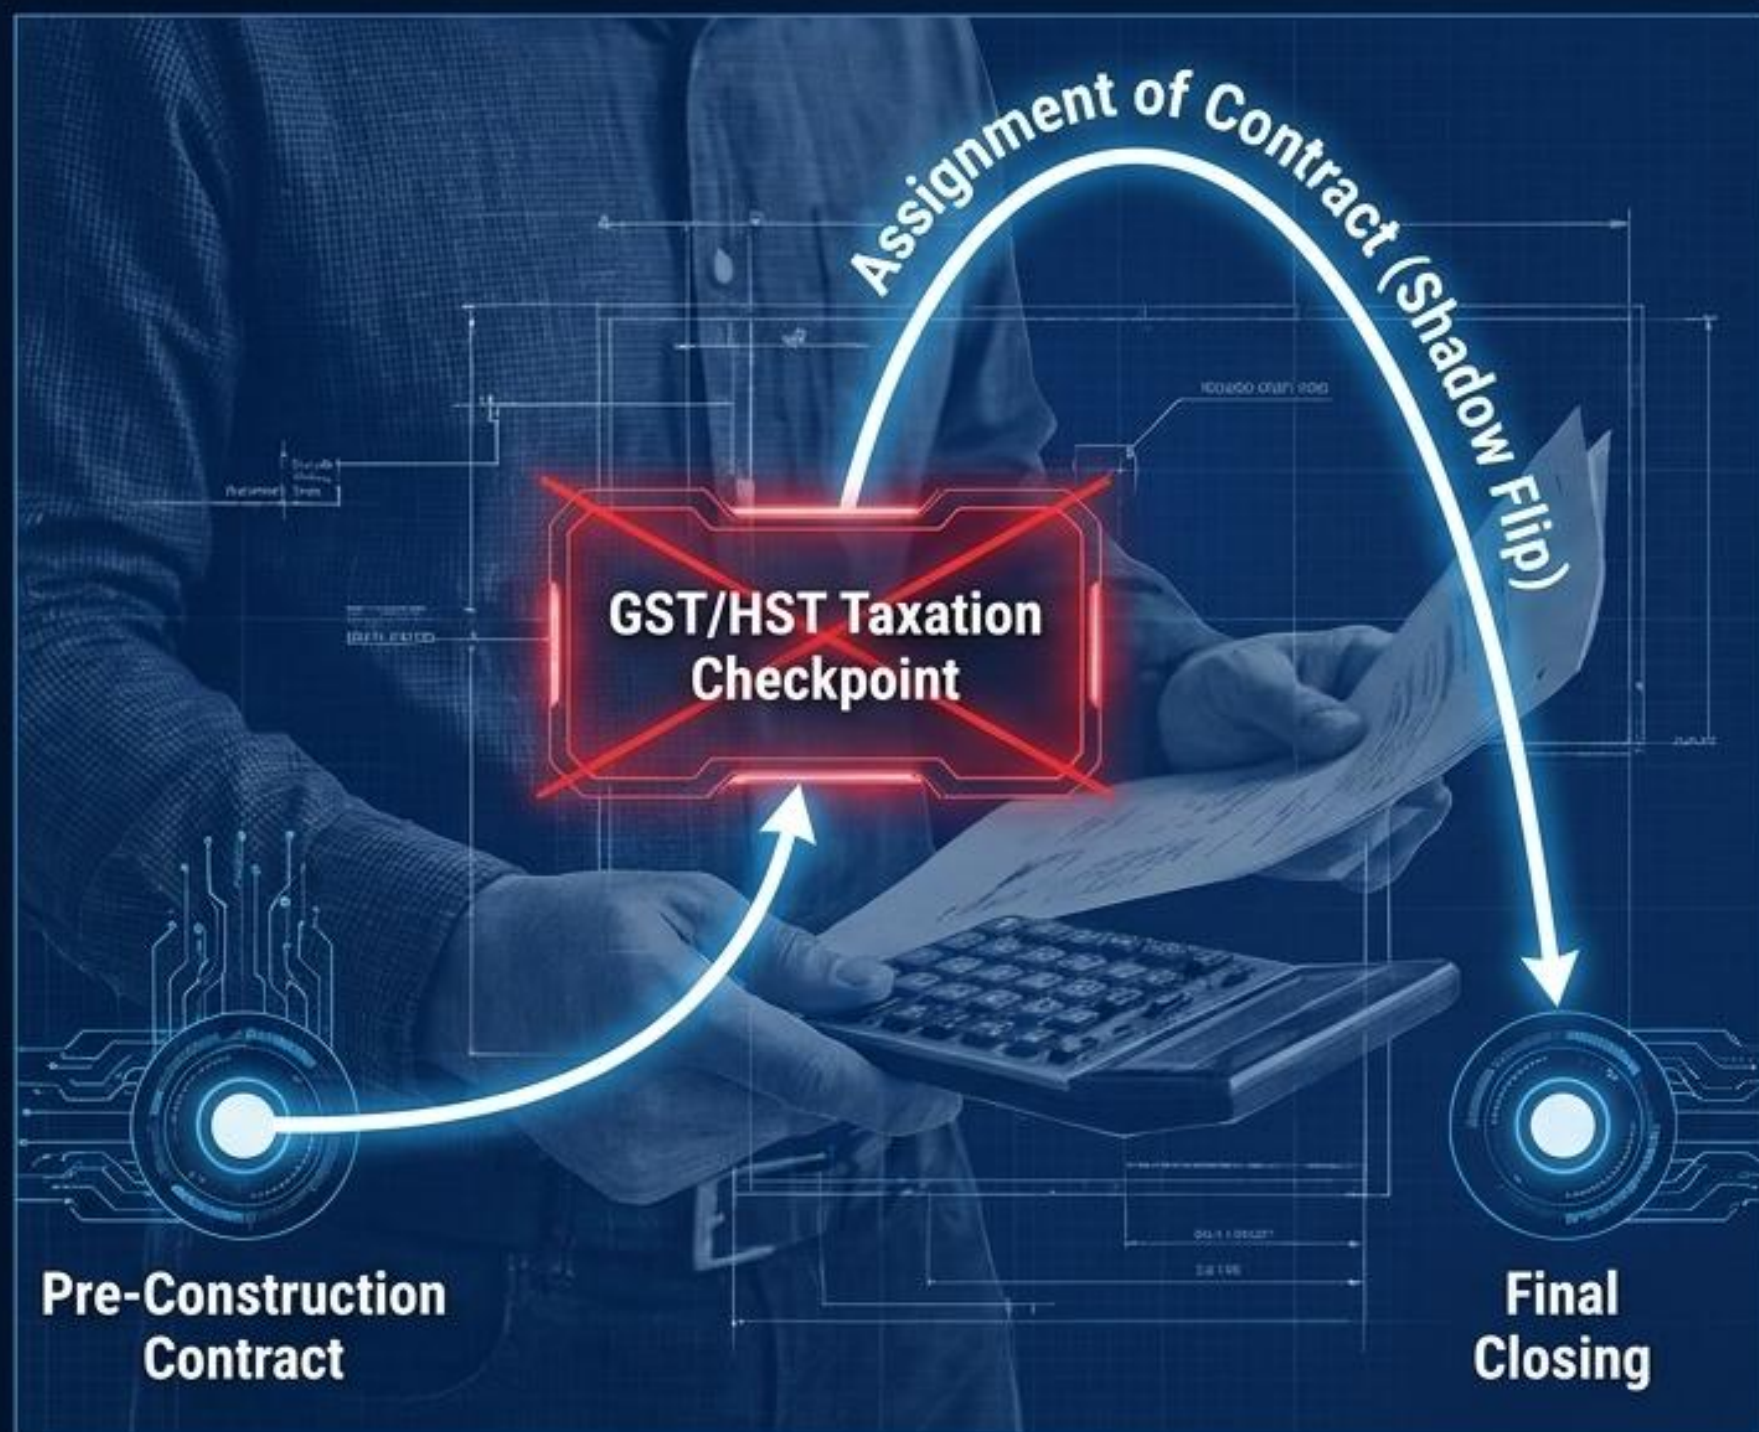 Assignment of Contract (Shadow Flip)
GST/HST Taxation
Checkpoint
Pre-Construction
Contract
Final
Closing